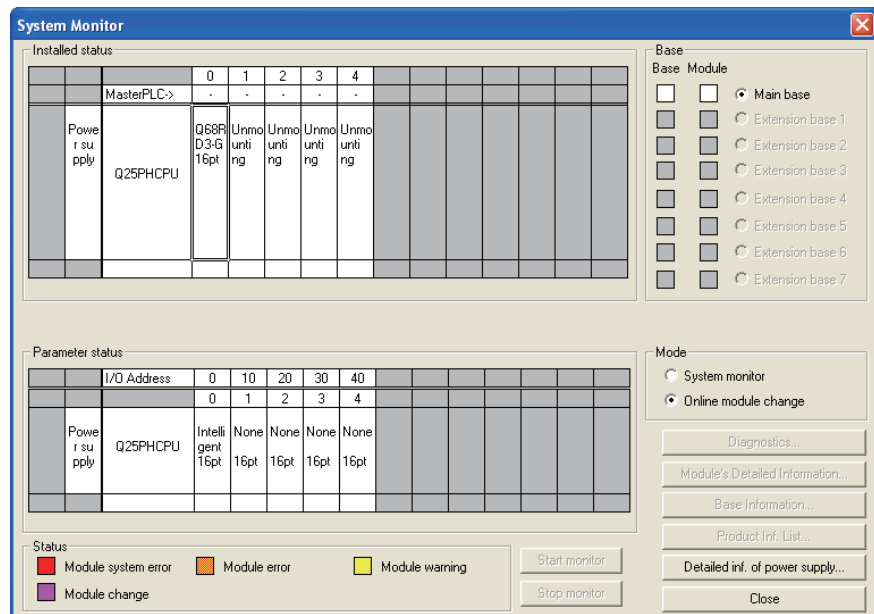 System Monitor
Installed status
0 1 2 3 4
MasterPLC-> - - - - -
Powe
r su
pply
Q25PHCPU
Q68R
D3-G
16pt
Unmo
unti
ng
Unmo
unti
ng
Unmo
unti
ng
Unmo
unti
ng
Base
Base Module
Main base
Extension base 1
Extension base 2
Extension base 3
Extension base 4
Extension base 5
Extension base 6
Extension base 7
Parameter status
I/O Address 0 10 20 30 40
0 1 2 3 4
Powe
r su
pply
Q25PHCPU
Intelli
gent
16pt
None
16pt
None
16pt
None
16pt
None
16pt
Mode
System monitor
Online module change
Diagnostics...
Module's Detailed Information...
Base Information...
Product Inf. List...
Detailed inf. of power supply...
Close
Status
Module system error
Module error
Module warning
Module change
Start monitor
Stop monitor